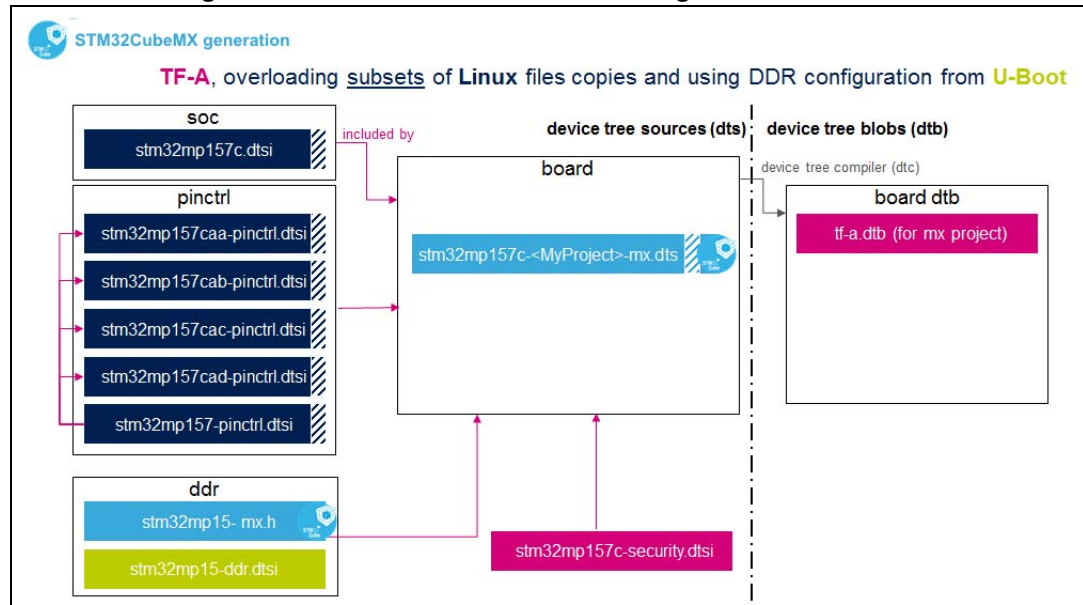 STM32CubeMX generation
TF-A, overloading subsets of Linux files copies and using DDR configuration from U-Boot
soc
stm32mp157c.dtsi
included by
device tree sources (dts)
device tree blobs (dtb)
pinctrl
stm32mp157caa-pinctrl.dtsi
stm32mp157cab-pinctrl.dtsi
stm32mp157cac-pinctrl.dtsi
stm32mp157cad-pinctrl.dtsi
stm32mp157-pinctrl.dtsi
board
stm32mp157c-<MyProject>-mx.dts
device tree compiler (dtc)
board dtb
tf-a.dtb (for mx project)
ddr
stm32mp15- mx.h
stm32mp15-ddr.dtsi
stm32mp157c-security.dtsi